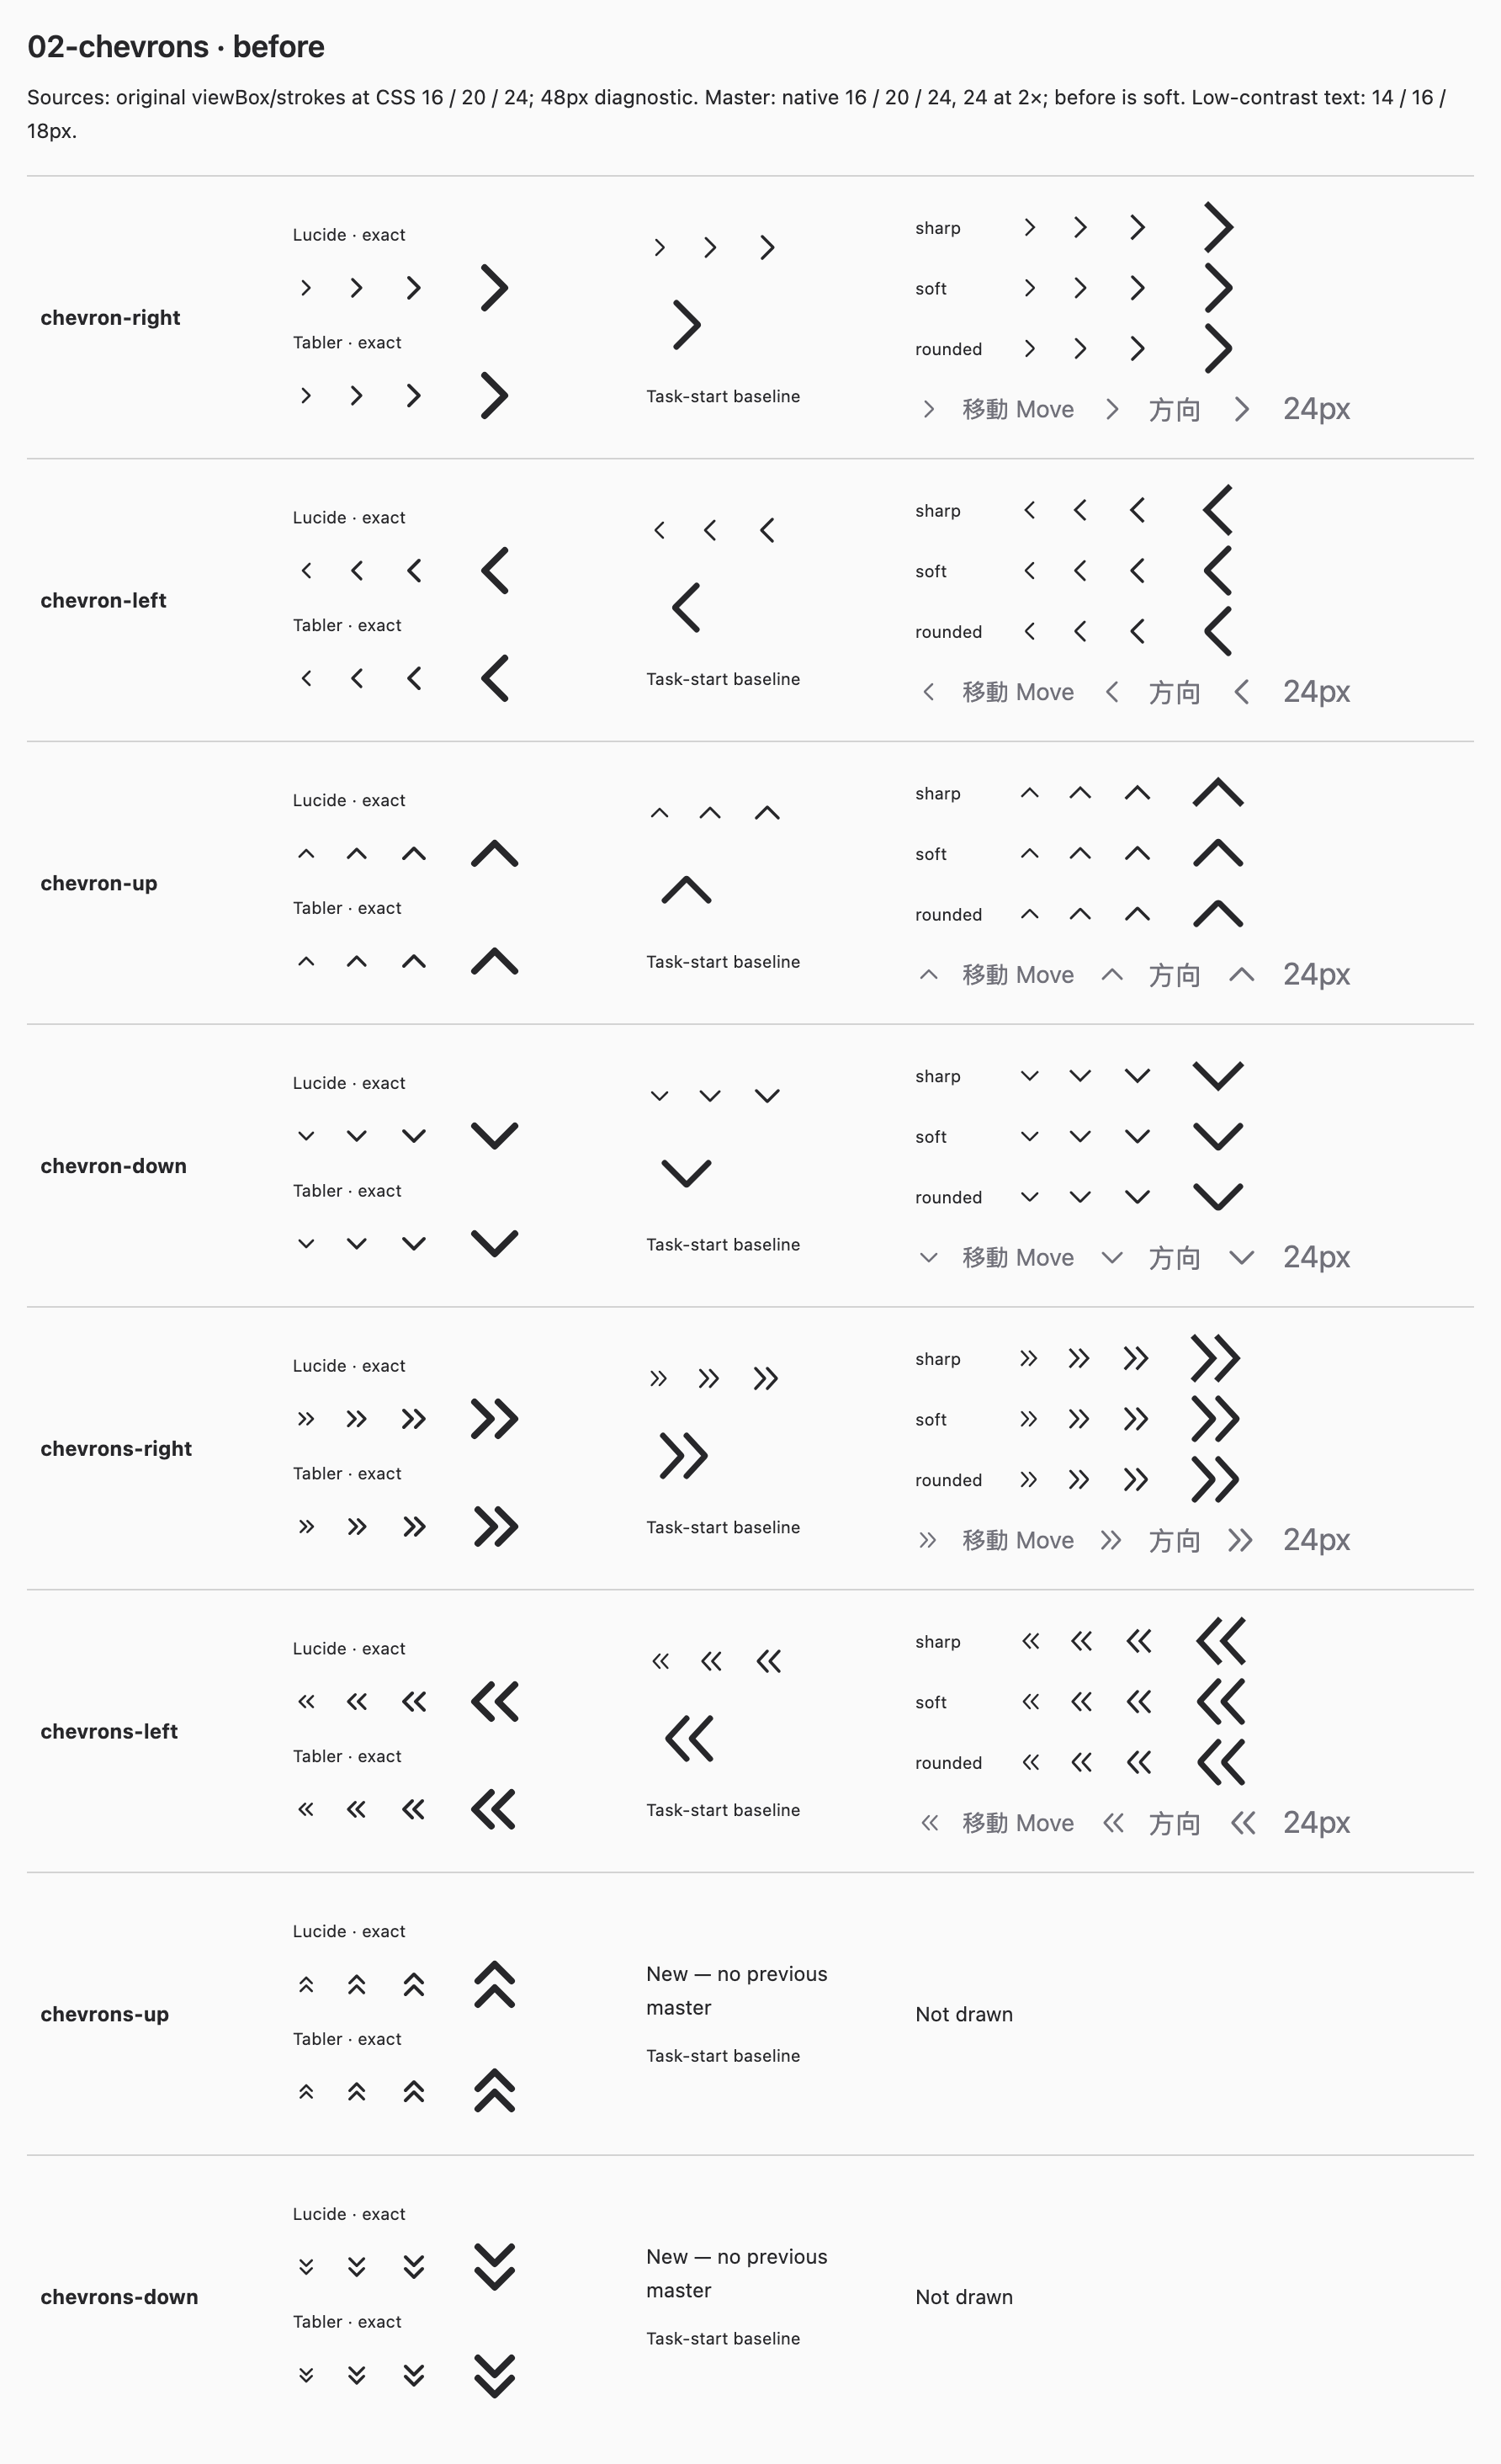 02-chevrons · before
Sources: original viewBox/strokes at CSS 16 / 20 / 24; 48px diagnostic. Master: native 16 / 20 / 24, 24 at 2×; before is soft. Low-contrast text: 14 / 16 /
18px.
chevron-right
Lucide · exact
Tabler · exact
Task-start baseline
sharp
soft
rounded
移動 Move 方向 24px
chevron-left
Lucide · exact
Tabler · exact
Task-start baseline
sharp
soft
rounded
移動 Move 方向 24px
chevron-up
Lucide · exact
Tabler · exact
Task-start baseline
sharp
soft
rounded
移動 Move 方向 24px
chevron-down
Lucide · exact
Tabler · exact
Task-start baseline
sharp
soft
rounded
移動 Move 方向 24px
chevrons-right
Lucide · exact
Tabler · exact
Task-start baseline
sharp
soft
rounded
移動 Move 方向 24px
chevrons-left
Lucide · exact
Tabler · exact
Task-start baseline
sharp
soft
rounded
移動 Move 方向 24px
chevrons-up
Lucide · exact
Tabler · exact
New — no previous
master
Task-start baseline
Not drawn
chevrons-down
Lucide · exact
Tabler · exact
New — no previous
master
Task-start baseline
Not drawn